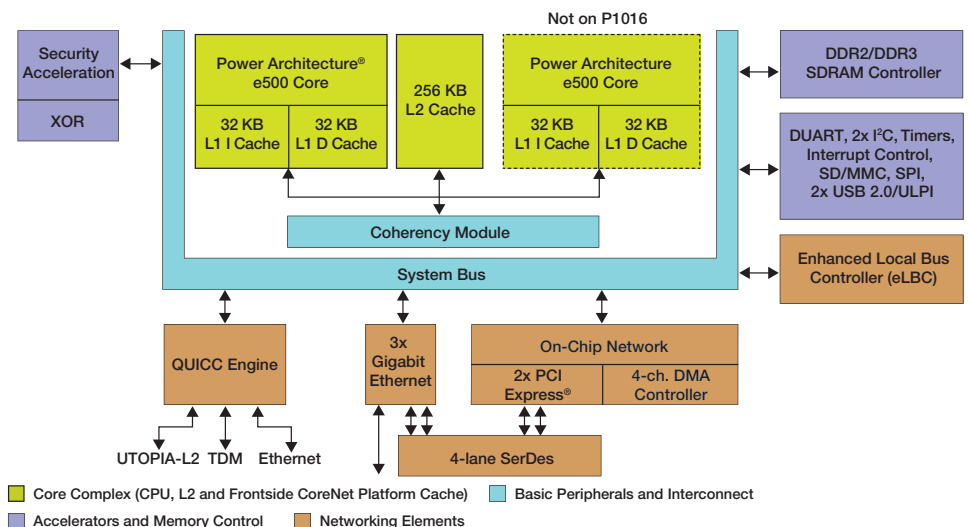 Not on P1016
Security
Acceleration
XOR
Power Architecture®
e500 Core
32 KB
L1 I Cache
32 KB
L1 D Cache
256 KB
L2 Cache
Power Architecture
e500 Core
32 KB
L1 I Cache
32 KB
L1 D Cache
DDR2/DDR3
SDRAM Controller
DUART, 2x I²C, Timers,
Interrupt Control,
SD/MMC, SPI,
2x USB 2.0/ULPI
Coherency Module
System Bus
Enhanced Local Bus
Controller (eLBC)
QUICC Engine
3x
Gigabit
Ethernet
On-Chip Network
2x PCI
Express®
4-ch. DMA
Controller
UTOPIA-L2
TDM
Ethernet
4-lane SerDes
Core Complex (CPU, L2 and Frontside CoreNet Platform Cache)
Basic Peripherals and Interconnect
Accelerators and Memory Control
Networking Elements